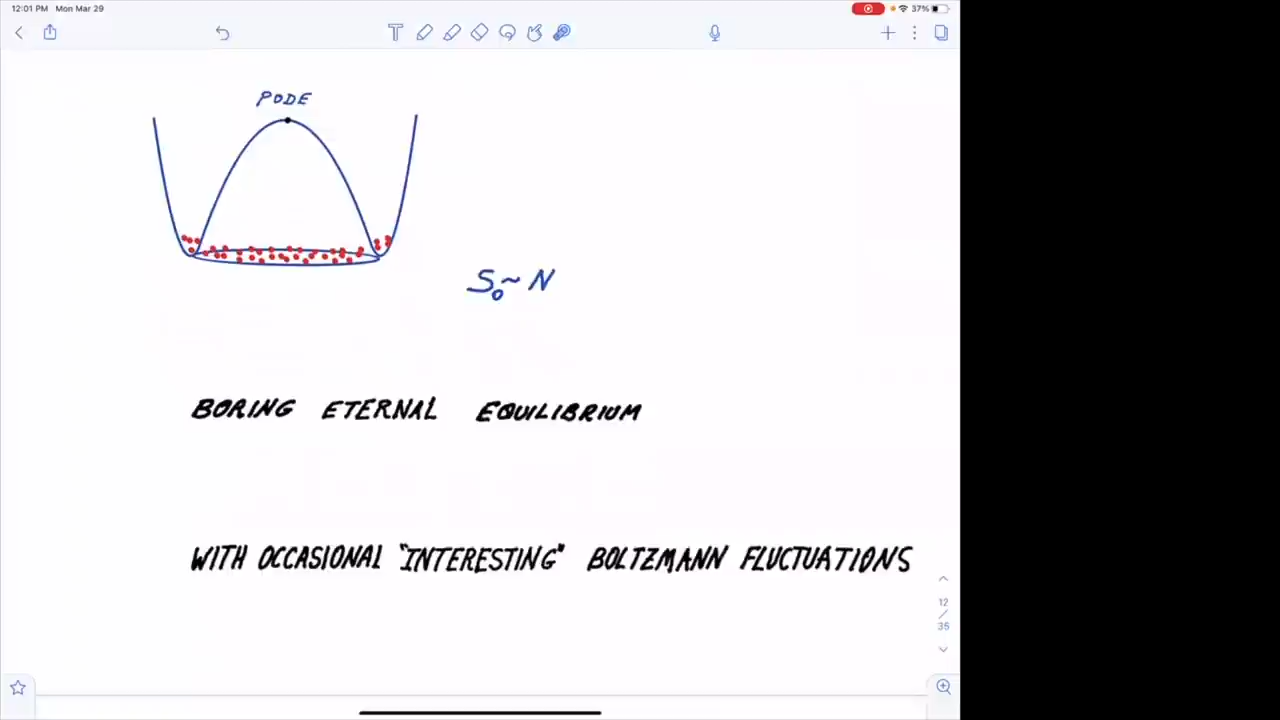 12:01 PM Mon Mar 29
37%
PODE
S₀ ~ N
BORING ETERNAL EQUILIBRIUM
WITH OCCASIONAL "INTERESTING" BOLTZMANN FLUCTUATIONS
12
/
35